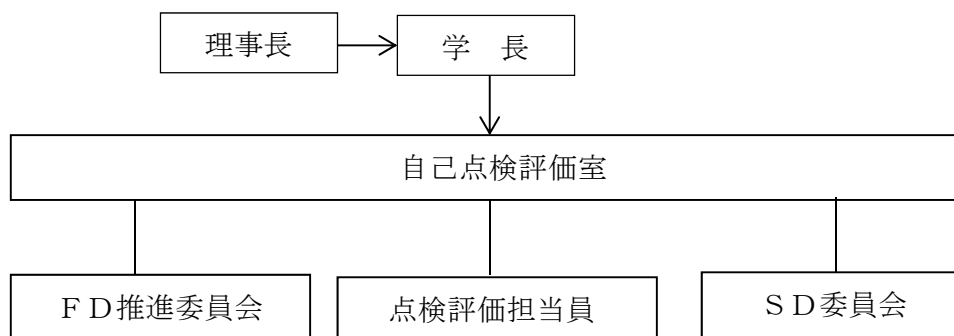 理事長
学　長
自己点検評価室
ＦＤ推進委員会
点検評価担当員
ＳＤ委員会